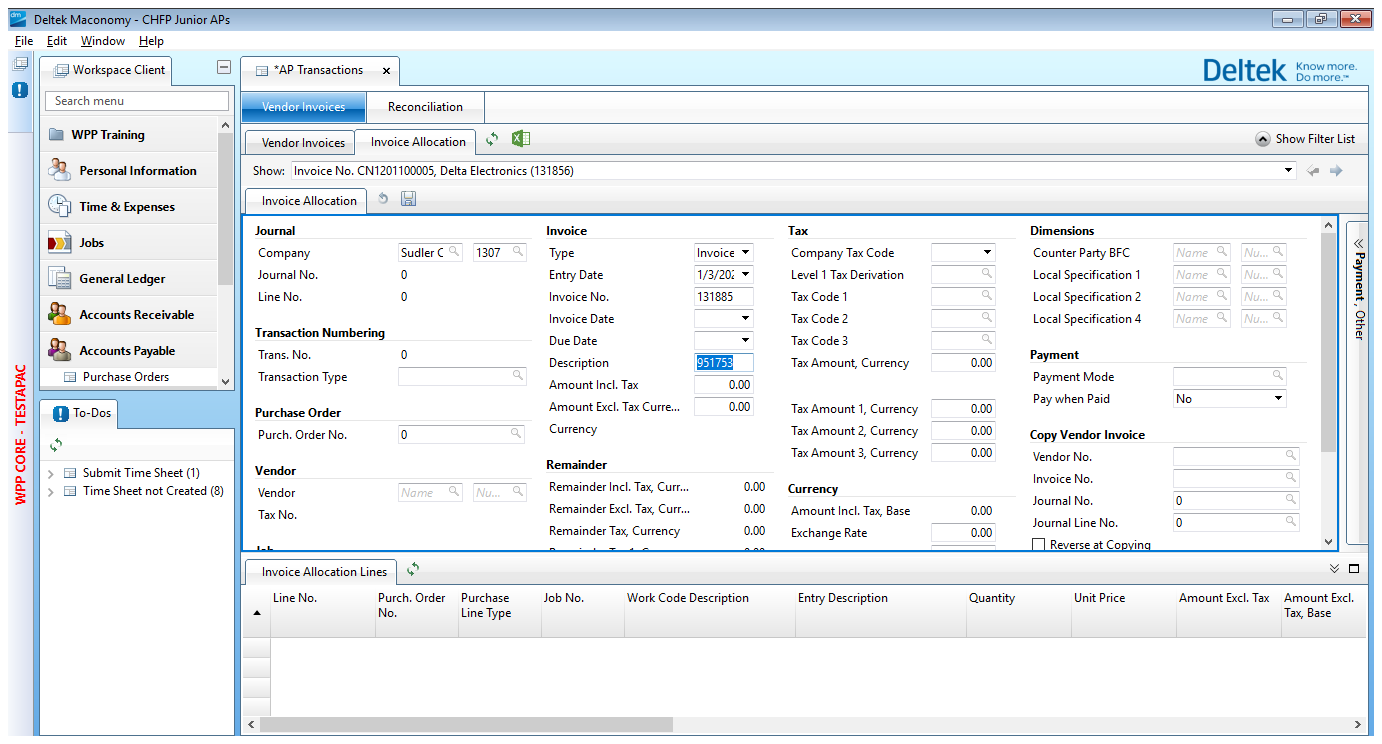 Deltek Maconomy - CHFP Junior APs
File Edit Window Help
Workspace Client
*AP Transactions
Deltek Know more. Do more.™
Search menu
Vendor Invoices Reconciliation
WPP Training
Vendor Invoices Invoice Allocation Show Filter List
Personal Information
Show: Invoice No. CN1201100005, Delta Electronics (131856)
Time & Expenses
Invoice Allocation
Jobs
General Ledger
Accounts Receivable
Accounts Payable
Purchase Orders
WPP CORE - TESTAPAC
To-Dos
Submit Time Sheet (1)
Time Sheet not Created (8)
Journal
Company Sudler C 1307
Journal No. 0
Line No. 0
Transaction Numbering
Trans. No. 0
Transaction Type
Purchase Order
Purch. Order No. 0
Vendor
Vendor Name Nu...
Tax No.
Invoice
Type Invoice
Entry Date 1/3/202
Invoice No. 131885
Invoice Date
Due Date
Description 951753
Amount Incl. Tax 0.00
Amount Excl. Tax Curre... 0.00
Currency
Remainder
Remainder Incl. Tax, Curr... 0.00
Remainder Excl. Tax, Curr... 0.00
Remainder Tax, Currency 0.00
Tax
Company Tax Code
Level 1 Tax Derivation
Tax Code 1
Tax Code 2
Tax Code 3
Tax Amount, Currency 0.00
Tax Amount 1, Currency 0.00
Tax Amount 2, Currency 0.00
Tax Amount 3, Currency 0.00
Currency
Amount Incl. Tax, Base 0.00
Exchange Rate 0.00
Dimensions
Counter Party BFC Name Nu...
Local Specification 1 Name Nu...
Local Specification 2 Name Nu...
Local Specification 4 Name Nu...
Payment
Payment Mode
Pay when Paid No
Copy Vendor Invoice
Vendor No.
Invoice No.
Journal No. 0
Journal Line No. 0
Reverse at Copying
Payment , Other
Invoice Allocation Lines
Line No. Purch. Order No. Purchase Line Type Job No. Work Code Description Entry Description Quantity Unit Price Amount Excl. Tax Amount Excl. Tax, Base